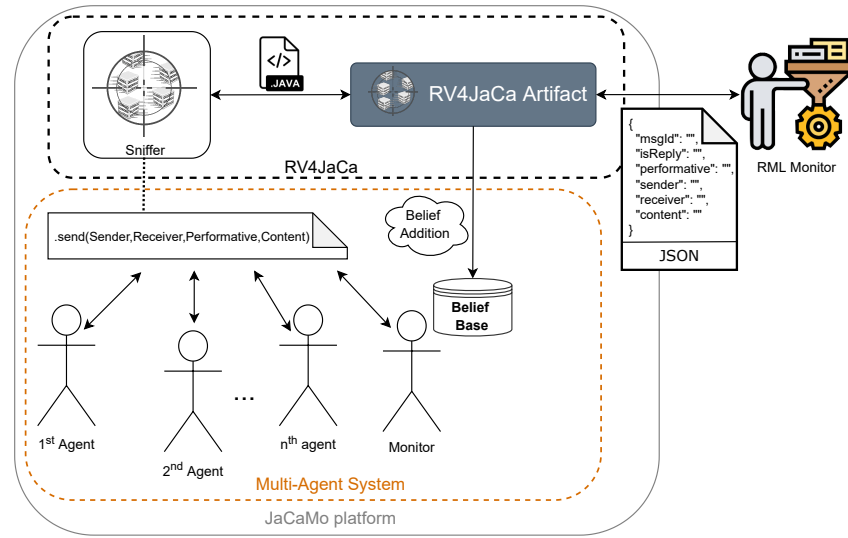 </>
.JAVA
Sniffer
RV4JaCa Artifact
RV4JaCa
{
"msgId": "",
"isReply": "",
"performative": "",
"sender": "",
"receiver": "",
"content": ""
}
JSON
RML Monitor
.send(Sender,Receiver,Performative,Content)
Belief
Addition
Belief
Base
...
1st Agent
2nd Agent
nth agent
Monitor
Multi-Agent System
JaCaMo platform